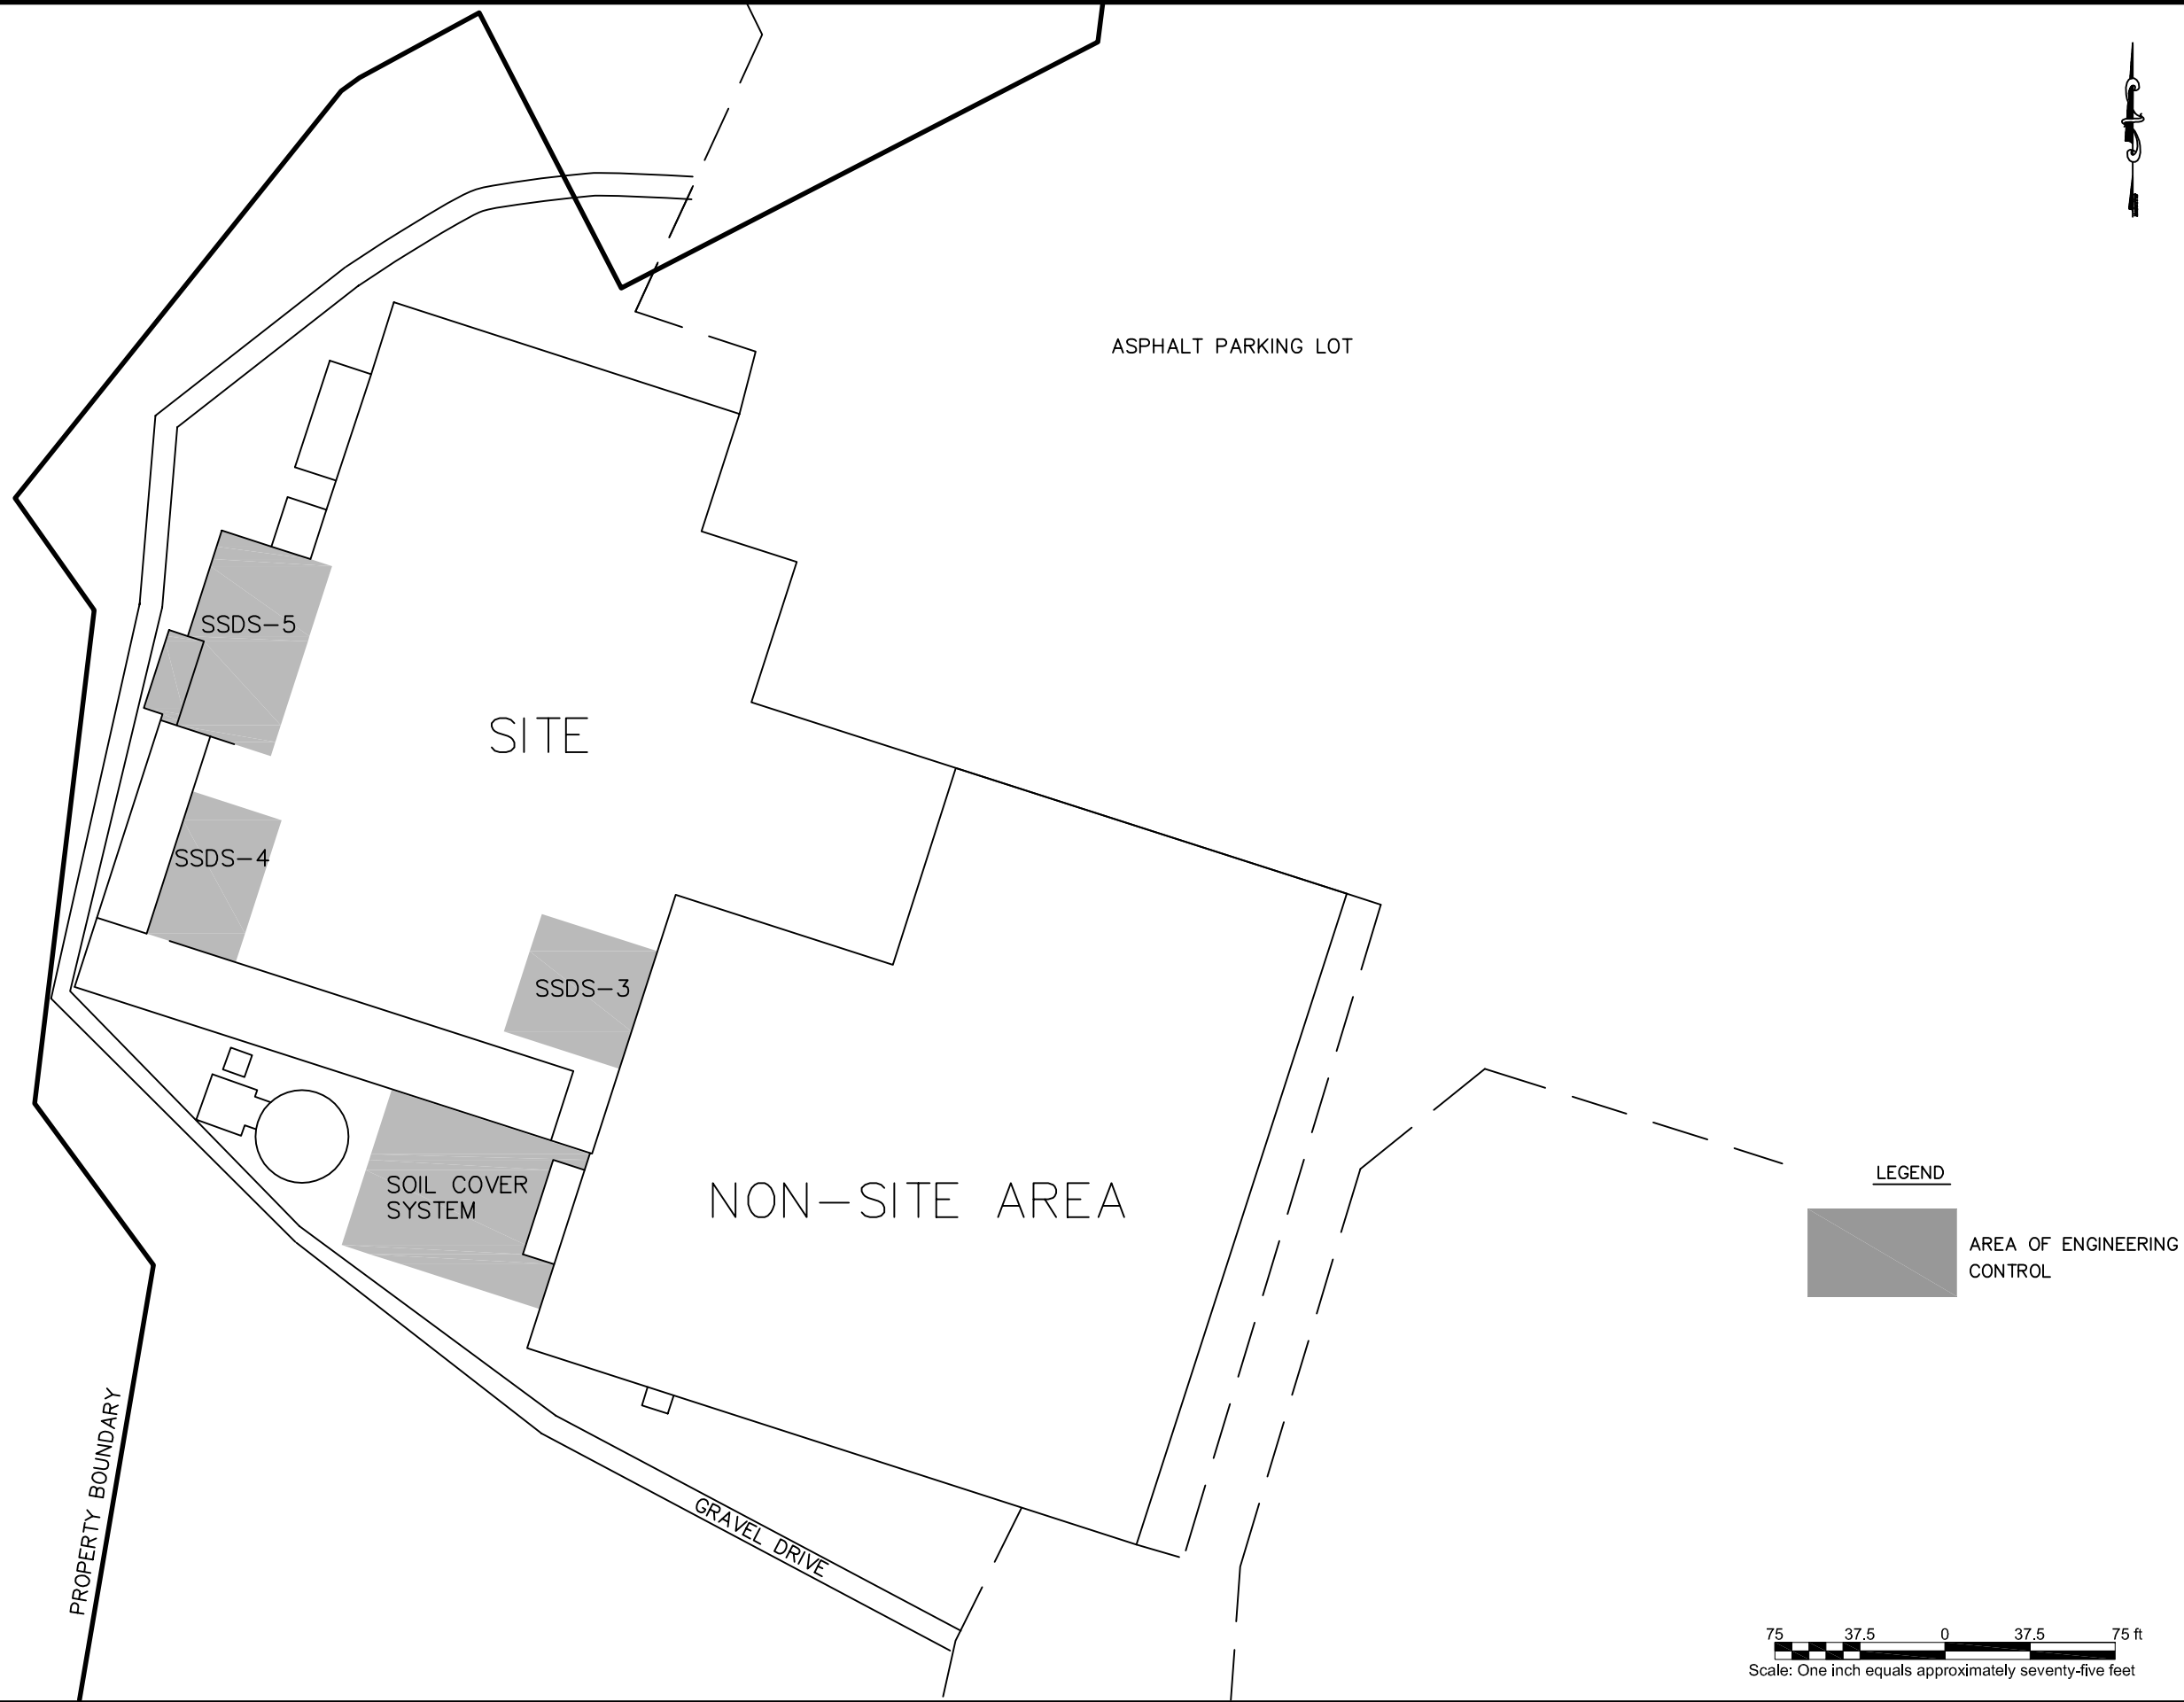 ASPHALT PARKING LOT
SSDS-5
SITE
SSDS-4
SSDS-3
SOIL COVER
SYSTEM
NON-SITE AREA
LEGEND
AREA OF ENGINEERING
CONTROL
PROPERTY BOUNDARY
GRAVEL DRIVE
75 37.5 0 37.5 75 ft
Scale: One inch equals approximately seventy-five feet